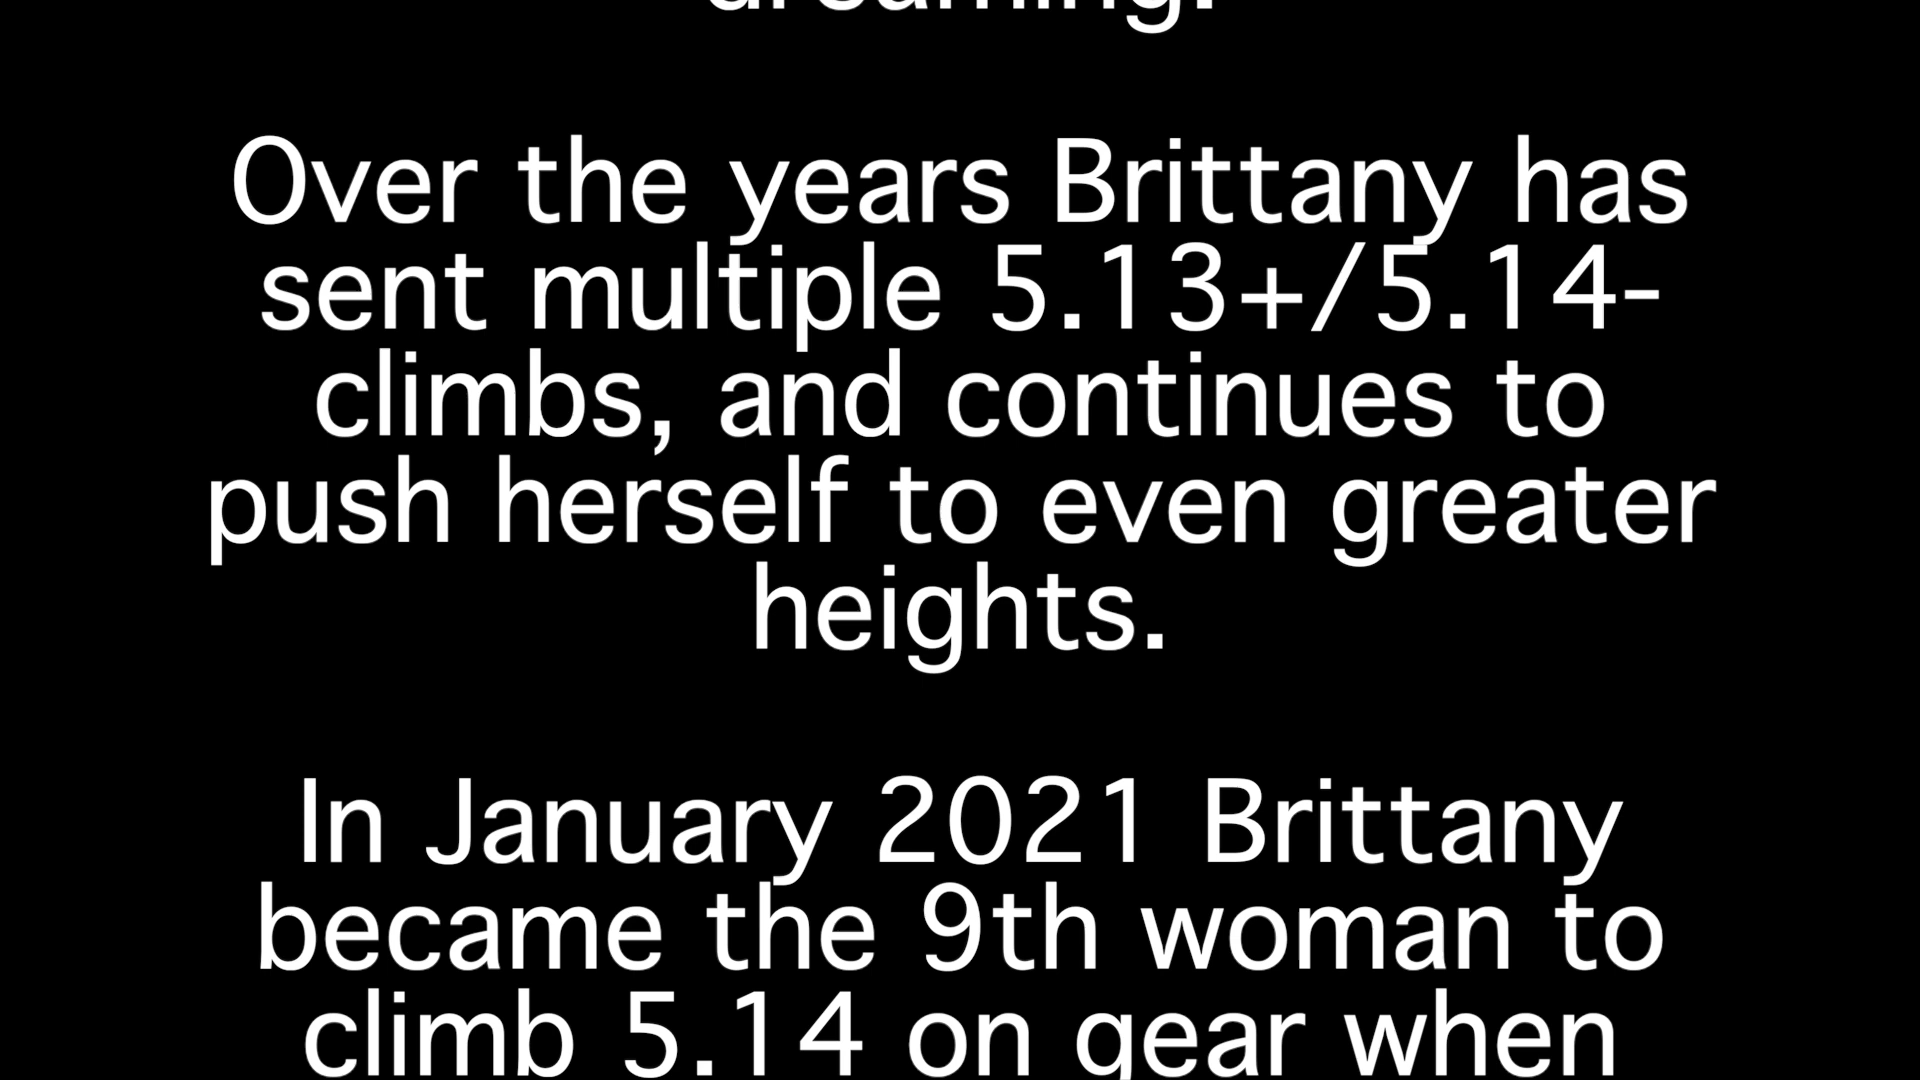 dreaming.
Over the years Brittany has
sent multiple 5.13+/5.14-
climbs, and continues to
push herself to even greater
heights.
In January 2021 Brittany
became the 9th woman to
climb 5.14 on gear when